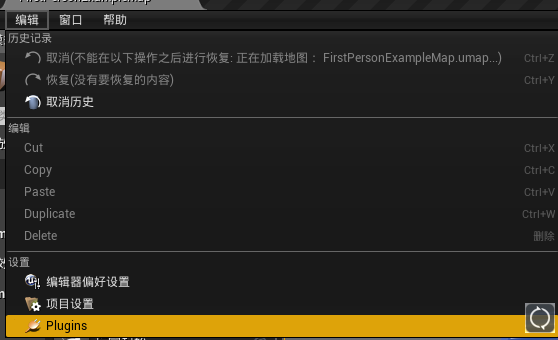 FirstPersonExampleMap
编辑 窗口 帮助
历史记录
取消(不能在以下操作之后进行恢复: 正在加载地图: FirstPersonExampleMap.umap...) Ctrl+Z
恢复(没有要恢复的内容) Ctrl+Y
取消历史
编辑
Cut Ctrl+X
Copy Ctrl+C
Paste Ctrl+V
Duplicate Ctrl+W
Delete 删除
设置
编辑器偏好设置
项目设置
Plugins